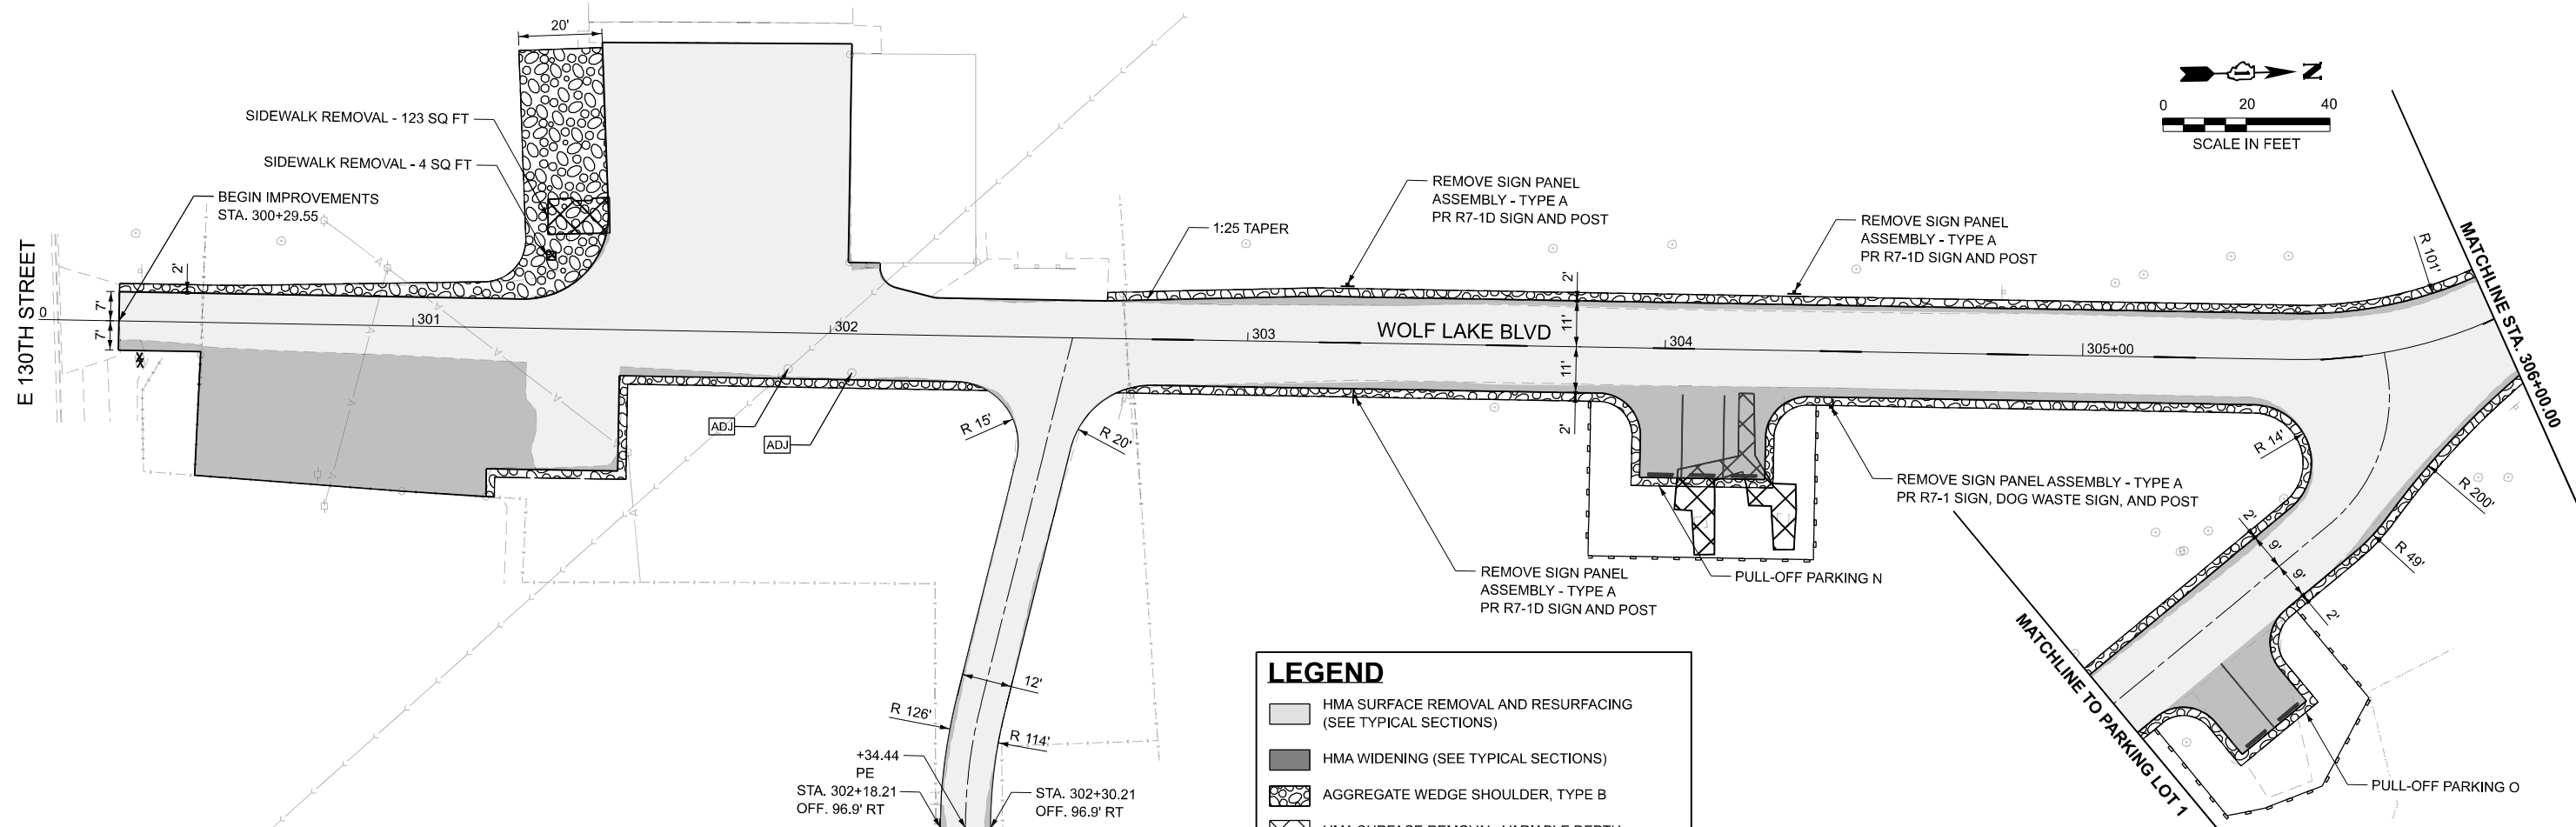 20'
SIDEWALK REMOVAL - 123 SQ FT
SIDEWALK REMOVAL - 4 SQ FT
BEGIN IMPROVEMENTS
STA. 300+29.55
E 130TH STREET
0
2'
7'
7'
301
302
303
304
305+00
WOLF LAKE BLVD
1:25 TAPER
REMOVE SIGN PANEL
ASSEMBLY - TYPE A
PR R7-1D SIGN AND POST
REMOVE SIGN PANEL
ASSEMBLY - TYPE A
PR R7-1D SIGN AND POST
N
0 20 40
SCALE IN FEET
R 101'
MATCHLINE STA. 306+00.00
2'
11'
11'
2'
ADJ
ADJ
R 15'
R 20'
R 14'
REMOVE SIGN PANEL ASSEMBLY - TYPE A
PR R7-1 SIGN, DOG WASTE SIGN, AND POST
R 200'
R 49'
2'
9'
9'
2'
REMOVE SIGN PANEL
ASSEMBLY - TYPE A
PR R7-1D SIGN AND POST
PULL-OFF PARKING N
MATCHLINE TO PARKING LOT 1
PULL-OFF PARKING O
12'
R 126'
R 114'
+34.44
PE
STA. 302+18.21
OFF. 96.9' RT
STA. 302+30.21
OFF. 96.9' RT
LEGEND
HMA SURFACE REMOVAL AND RESURFACING
(SEE TYPICAL SECTIONS)
HMA WIDENING (SEE TYPICAL SECTIONS)
AGGREGATE WEDGE SHOULDER, TYPE B
HMA SURFACE REMOVAL - VARIABLE DEPTH